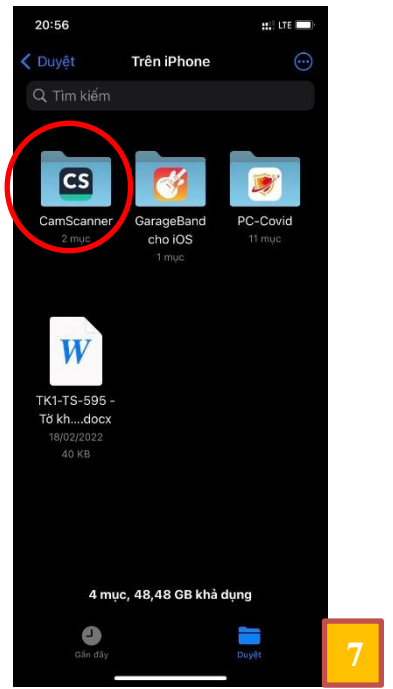 20:56 LTE
Duyệt Trên iPhone
Tìm kiếm
CS
CamScanner GarageBand PC-Covid
2 mục cho iOS 11 mục
1 mục
W
TK1-TS-595 -
Tờ kh....docx
18/02/2022
40 KB
4 mục, 48,48 GB khả dụng
Gần đây Duyệt
7